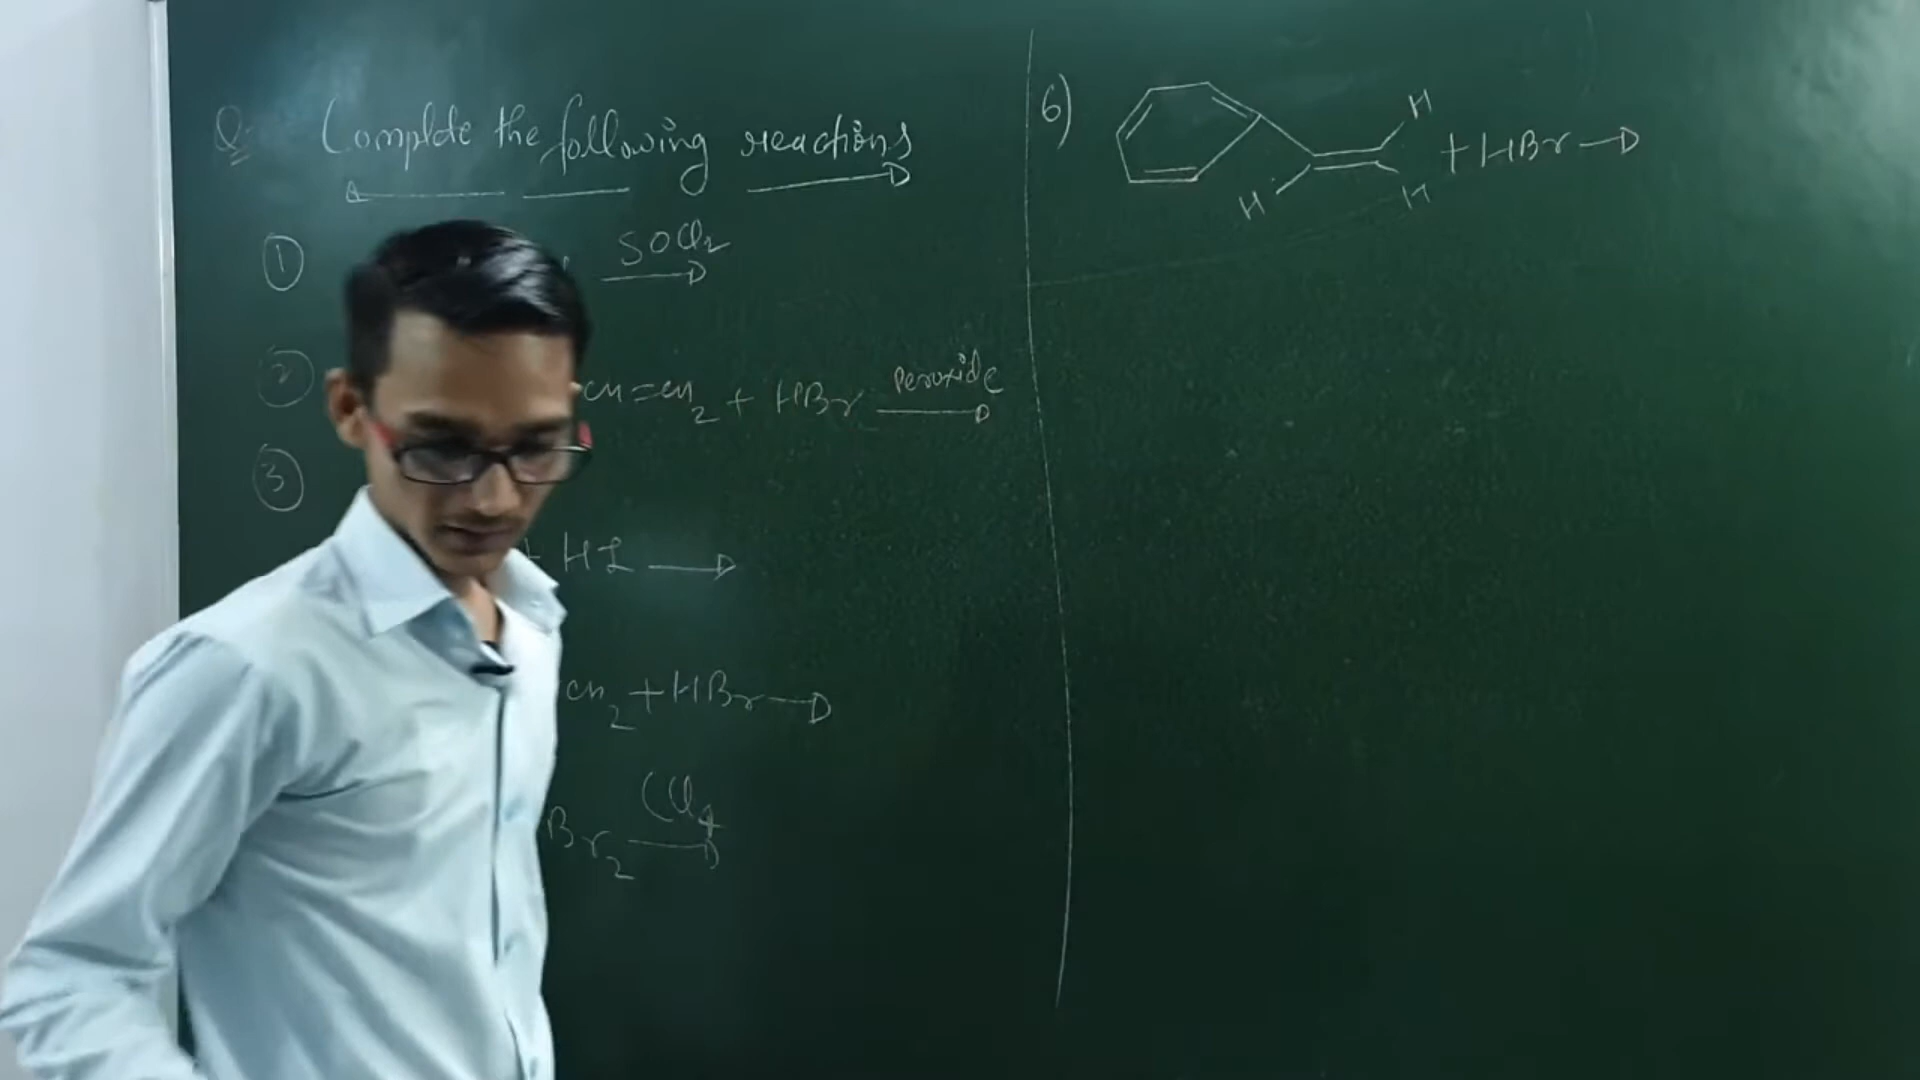 Q: Complete the following reactions
① SOCl2
② CH=CH2 + HBr Peroxide
③
+ HI
CH2 + HBr
Br2 CCl4
6) H H H + HBr